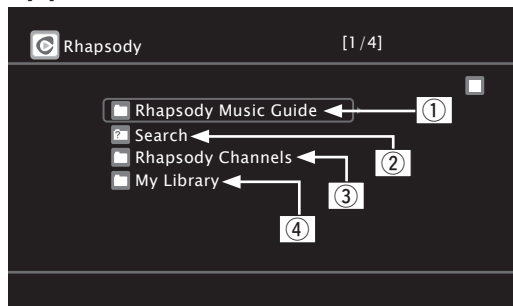 Rhapsody [1/4]
Rhapsody Music Guide ①
Search ②
Rhapsody Channels ③
My Library ④